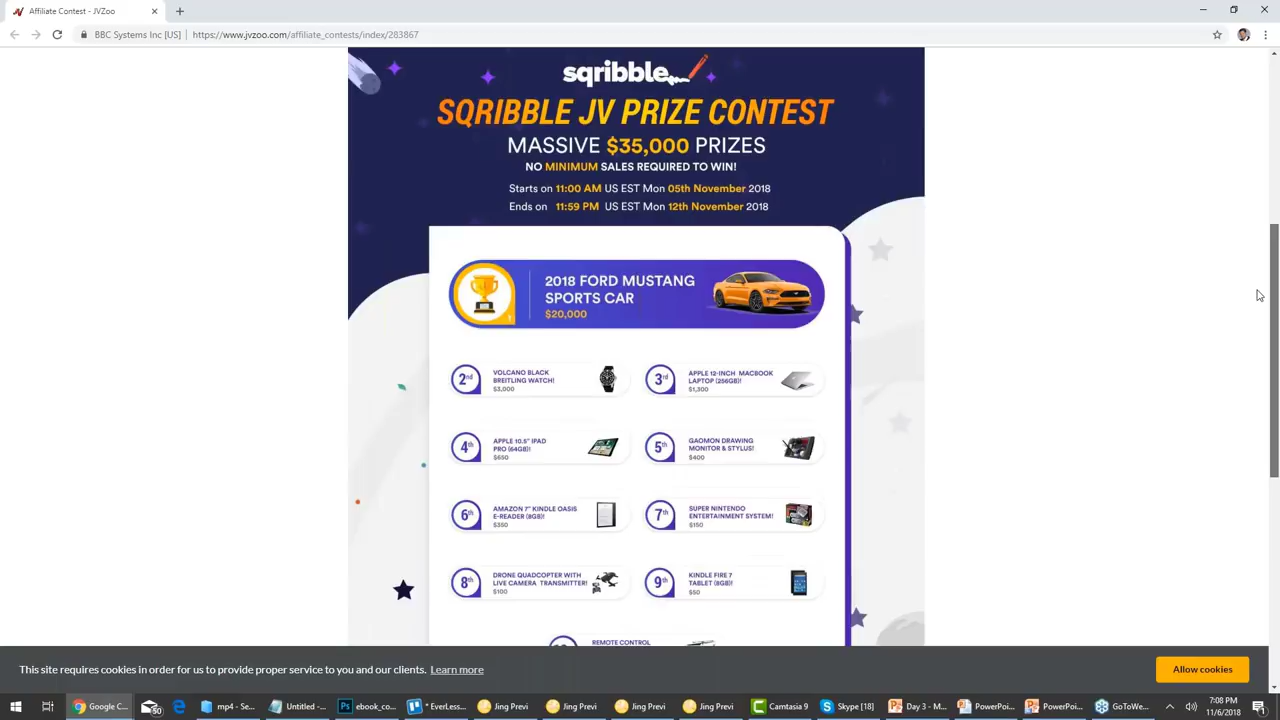 Affiliate Contest - JVZoo
BBC Systems Inc [US] | https://www.jvzoo.com/affiliate_contests/index/283867
sqribble
SQRIBBLE JV PRIZE CONTEST
MASSIVE $35,000 PRIZES
NO MINIMUM SALES REQUIRED TO WIN!
Starts on 11:00 AM US EST Mon 05th November 2018
Ends on 11:59 PM US EST Mon 12th November 2018
2018 FORD MUSTANG
SPORTS CAR
$20,000
2nd
VOLCANO BLACK
BREITLING WATCH!
$3,000
3rd
APPLE 12-INCH MACBOOK
LAPTOP (256GB)!
$1,300
4th
APPLE 10.5" IPAD
PRO (64GB)!
$650
5th
GAOMON DRAWING
MONITOR & STYLUS!
$400
6th
AMAZON 7" KINDLE OASIS
E-READER (8GB)!
$350
7th
SUPER NINTENDO
ENTERTAINMENT SYSTEM!
$150
8th
DRONE QUADCOPTER WITH
LIVE CAMERA TRANSMITTER!
$100
9th
KINDLE FIRE 7
TABLET (8GB)!
$50
REMOTE CONTROL
This site requires cookies in order for us to provide proper service to you and our clients. Learn more
Allow cookies
Google C...
mp4 - Se...
Untitled -...
ebook_co...
* EverLess...
Jing Previ
Jing Previ
Jing Previ
Jing Previ
Camtasia 9
Skype [18]
Day 3 - M...
PowerPoi...
PowerPoi...
GoToWe...
7:08 PM
11/6/2018